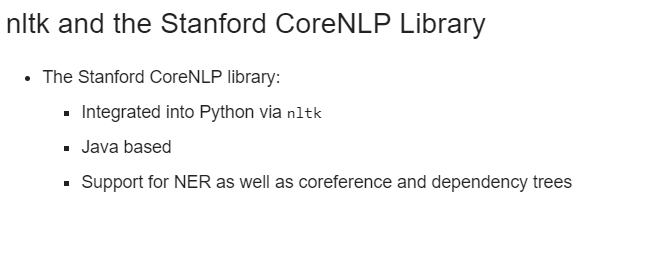 nltk and the Stanford CoreNLP Library
• The Stanford CoreNLP library:
▪ Integrated into Python via nltk
▪ Java based
▪ Support for NER as well as coreference and dependency trees